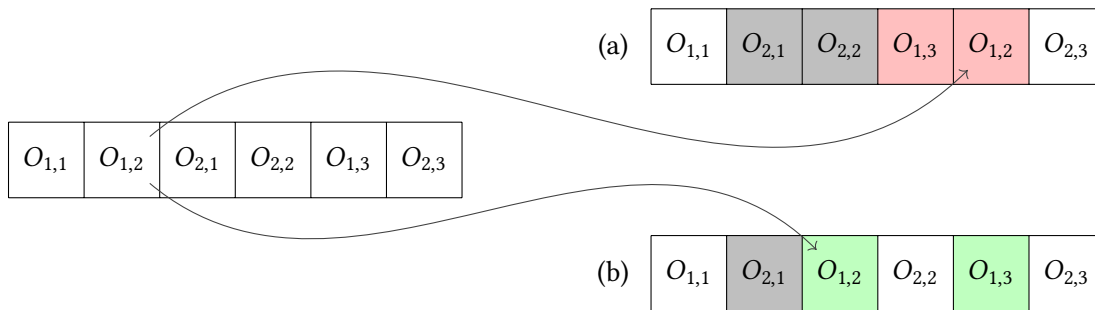 (a) O1,1 O2,1 O2,2 O1,3 O1,2 O2,3
O1,1 O1,2 O2,1 O2,2 O1,3 O2,3
(b) O1,1 O2,1 O1,2 O2,2 O1,3 O2,3